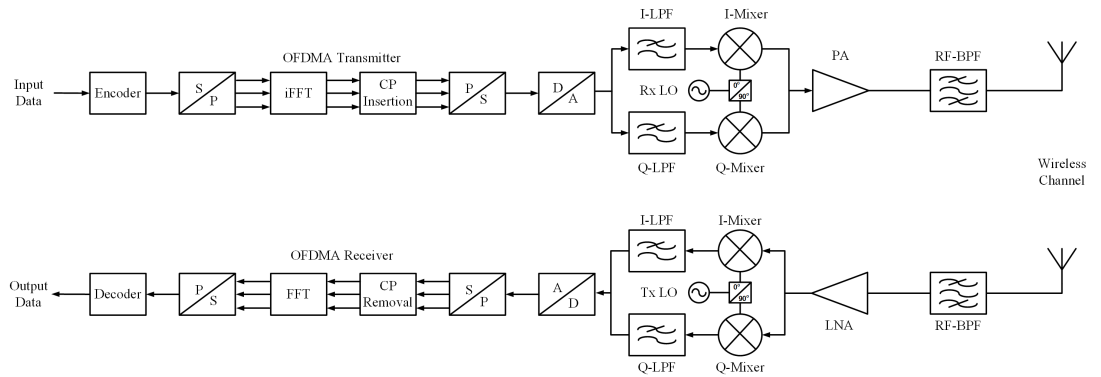 I-LPF
I-Mixer
OFDMA Transmitter
PA
RF-BPF
Input
Data
Encoder
S
P
iFFT
CP
Insertion
P
S
D
A
Rx LO
0°
90°
Q-LPF
Q-Mixer
Wireless
Channel
I-LPF
I-Mixer
OFDMA Receiver
Output
Data
Decoder
P
S
FFT
CP
Removal
S
P
A
D
Tx LO
0°
90°
LNA
RF-BPF
Q-LPF
Q-Mixer